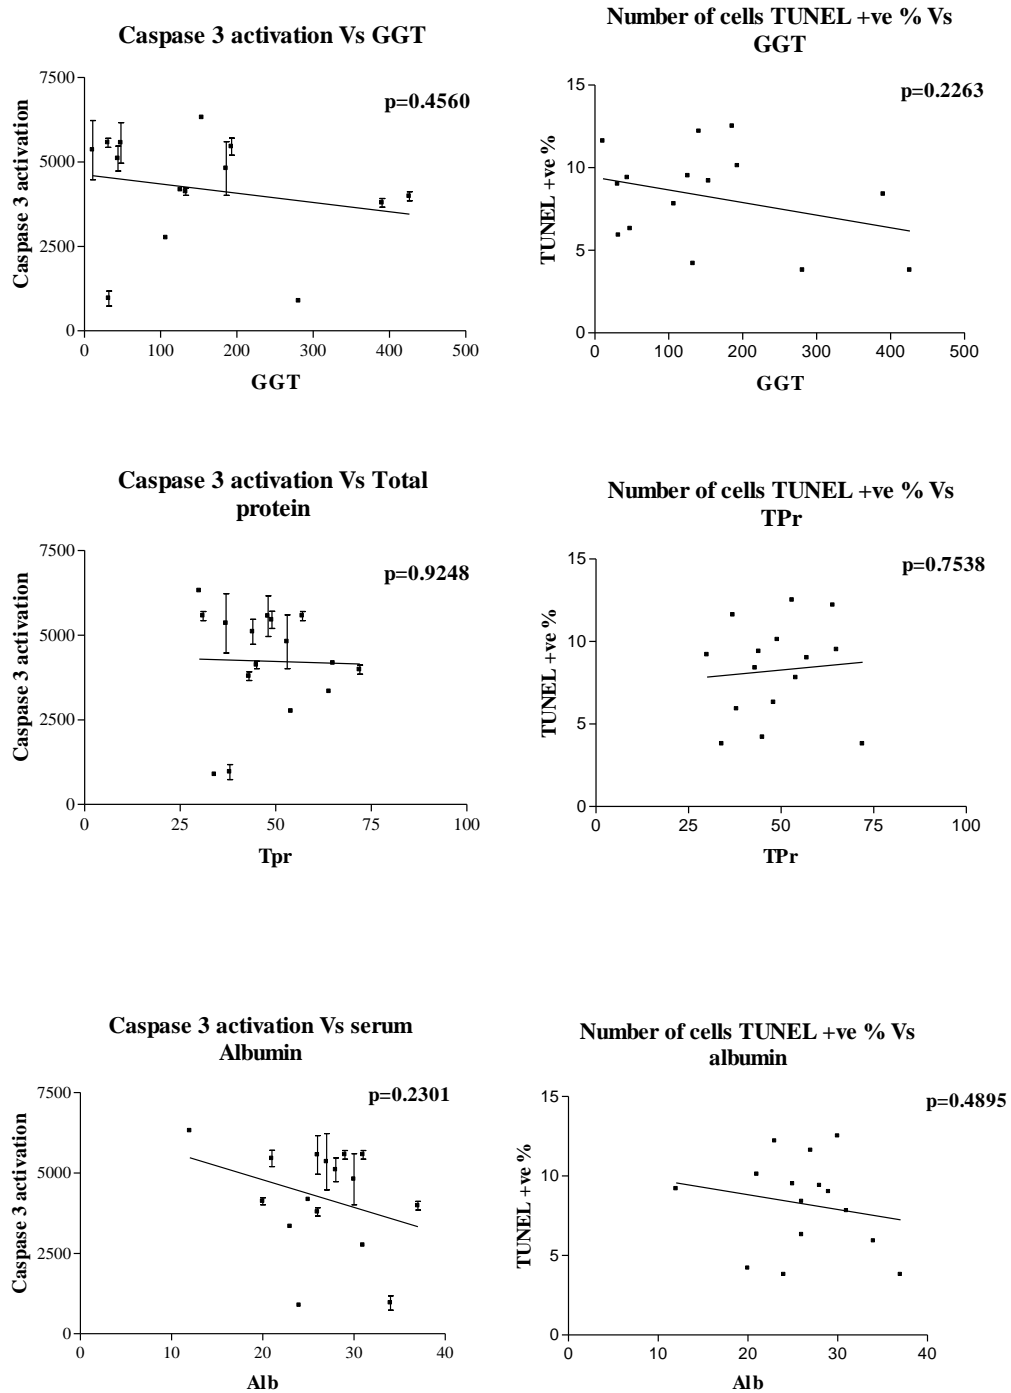 Caspase 3 activation Vs GGT
p=0.4560
Caspase 3 activation
7500
5000
2500
0
0 100 200 300 400 500
GGT
Number of cells TUNEL +ve % Vs
GGT
p=0.2263
TUNEL +ve %
15
10
5
0
0 100 200 300 400 500
GGT
Caspase 3 activation Vs Total
protein
p=0.9248
Caspase 3 activation
7500
5000
2500
0
0 25 50 75 100
Tpr
Number of cells TUNEL +ve % Vs
TPr
p=0.7538
TUNEL +ve %
15
10
5
0
0 25 50 75 100
TPr
Caspase 3 activation Vs serum
Albumin
p=0.2301
Caspase 3 activation
7500
5000
2500
0
0 10 20 30 40
Alb
Number of cells TUNEL +ve % Vs
albumin
p=0.4895
TUNEL +ve %
15
10
5
0
0 10 20 30 40
Alb